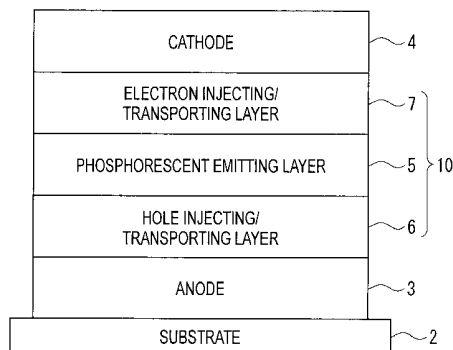 CATHODE 4
ELECTRON INJECTING/
TRANSPORTING LAYER 7
PHOSPHORESCENT EMITTING LAYER 5 10
HOLE INJECTING/
TRANSPORTING LAYER 6
ANODE 3
SUBSTRATE 2